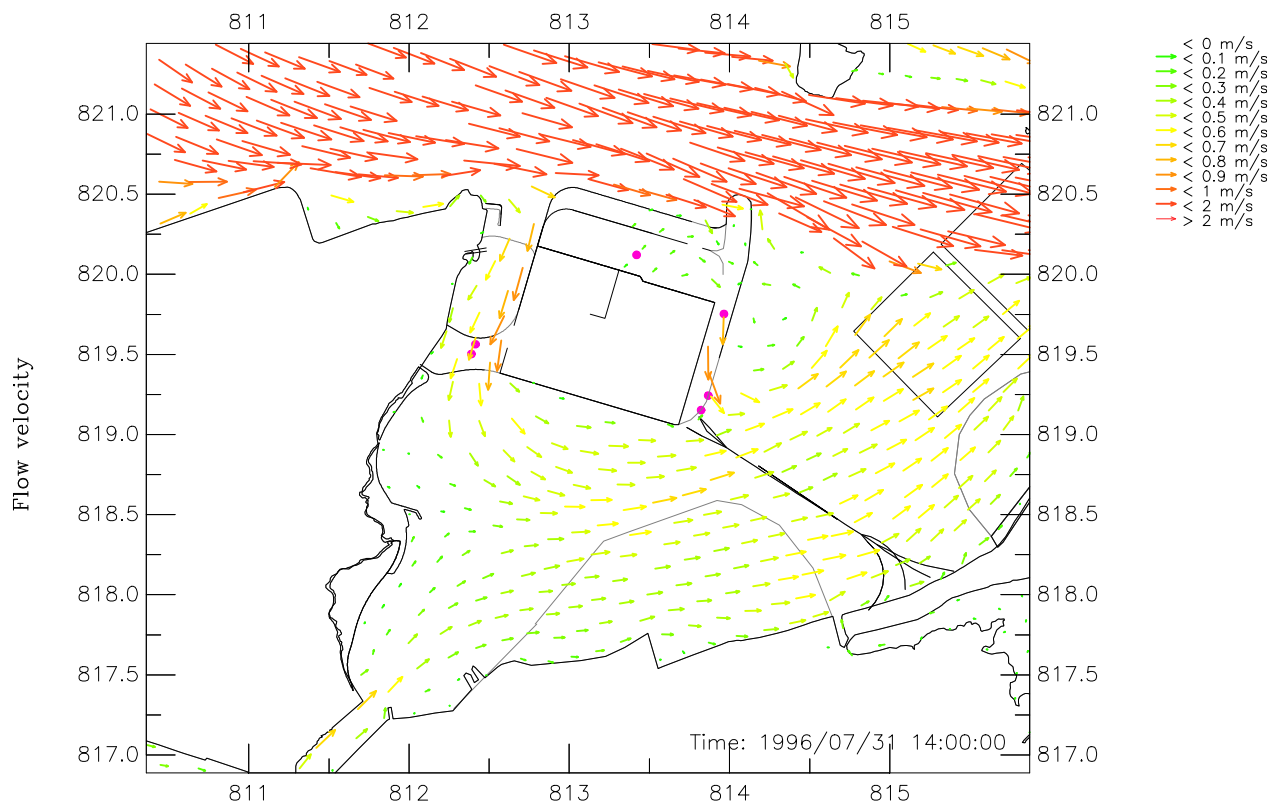 811 812 813 814 815
< 0 m/s
< 0.1 m/s
< 0.2 m/s
< 0.3 m/s
< 0.4 m/s
< 0.5 m/s
< 0.6 m/s
< 0.7 m/s
< 0.8 m/s
< 0.9 m/s
< 1 m/s
< 2 m/s
> 2 m/s
821.0 821.0
820.5 820.5
820.0 820.0
819.5 819.5
Flow velocity
819.0 819.0
818.5 818.5
818.0 818.0
817.5 817.5
Time: 1996/07/31 14:00:00
817.0 817.0
811 812 813 814 815